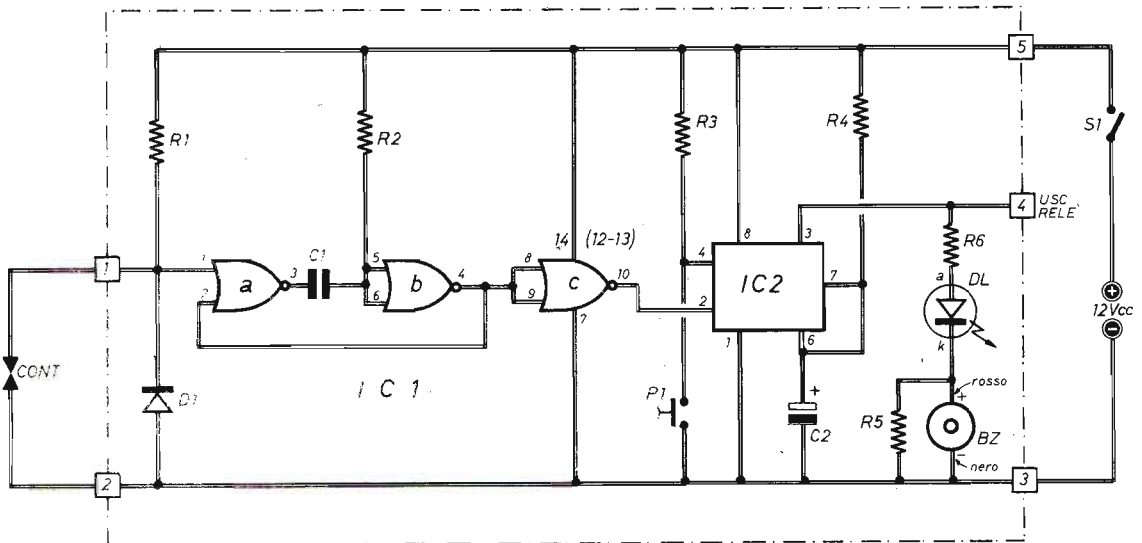 5
R1
R2
R3
R4
S1
4
USC
RELE'
14
(12-13)
3
R6
8
1
1
3
C1
5
4
8
4
a
DL
2
a
6
b
9
c
10
2
IC2
7
12Vcc
7
1
6
k
CONT
D1
I C 1
P1
+
C2
R5
rosso
+
BZ
−
nero
2
3